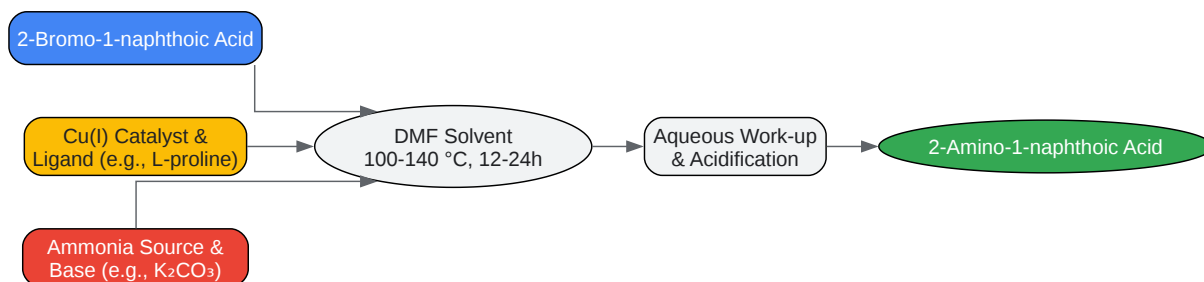 2-Bromo-1-naphthoic Acid
Cu(I) Catalyst &
Ligand (e.g., L-proline)
Ammonia Source &
Base (e.g., K₂CO₃)
DMF Solvent
100-140 °C, 12-24h
Aqueous Work-up
& Acidification
2-Amino-1-naphthoic Acid